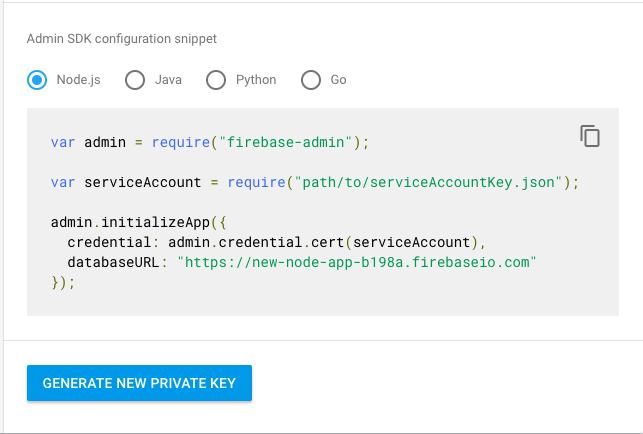 Admin SDK configuration snippet
Node.js Java Python Go
var admin = require("firebase-admin");
var serviceAccount = require("path/to/serviceAccountKey.json");
admin.initializeApp({
  credential: admin.credential.cert(serviceAccount),
  databaseURL: "https://new-node-app-b198a.firebaseio.com"
});
GENERATE NEW PRIVATE KEY